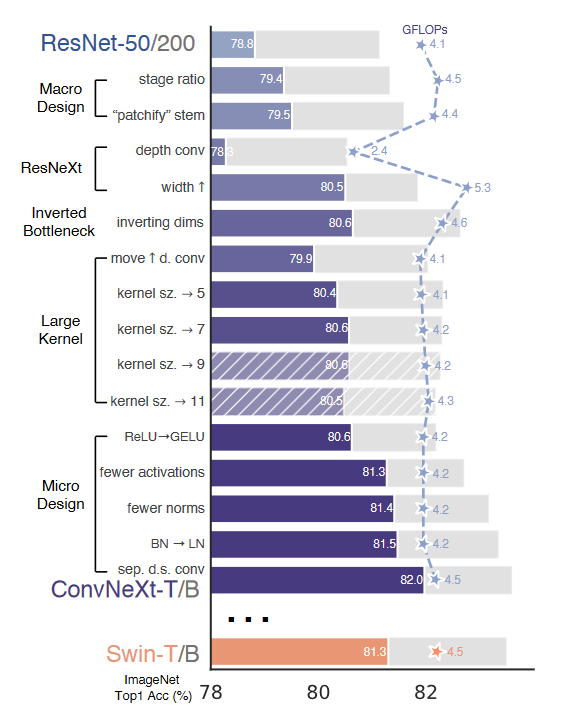 GFLOPs
ResNet-50/200 78.8 4.1
Macro Design
stage ratio 79.4 4.5
“patchify” stem 79.5 4.4
ResNeXt
depth conv 78.3 2.4
width ↑ 80.5 5.3
Inverted Bottleneck
inverting dims 80.6 4.6
Large Kernel
move ↑ d. conv 79.9 4.1
kernel sz. → 5 80.4 4.1
kernel sz. → 7 80.6 4.2
kernel sz. → 9 80.6 4.2
kernel sz. → 11 80.5 4.3
Micro Design
ReLU→GELU 80.6 4.2
fewer activations 81.3 4.2
fewer norms 81.4 4.2
BN → LN 81.5 4.2
sep. d.s. conv
ConvNeXt-T/B 82.0 4.5
...
Swin-T/B 81.3 4.5
ImageNet
Top1 Acc (%) 78 80 82